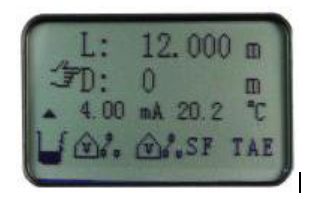 L: 12.000 m
D: 0 m
4.00 mA 20.2 °C
V V SF TAE